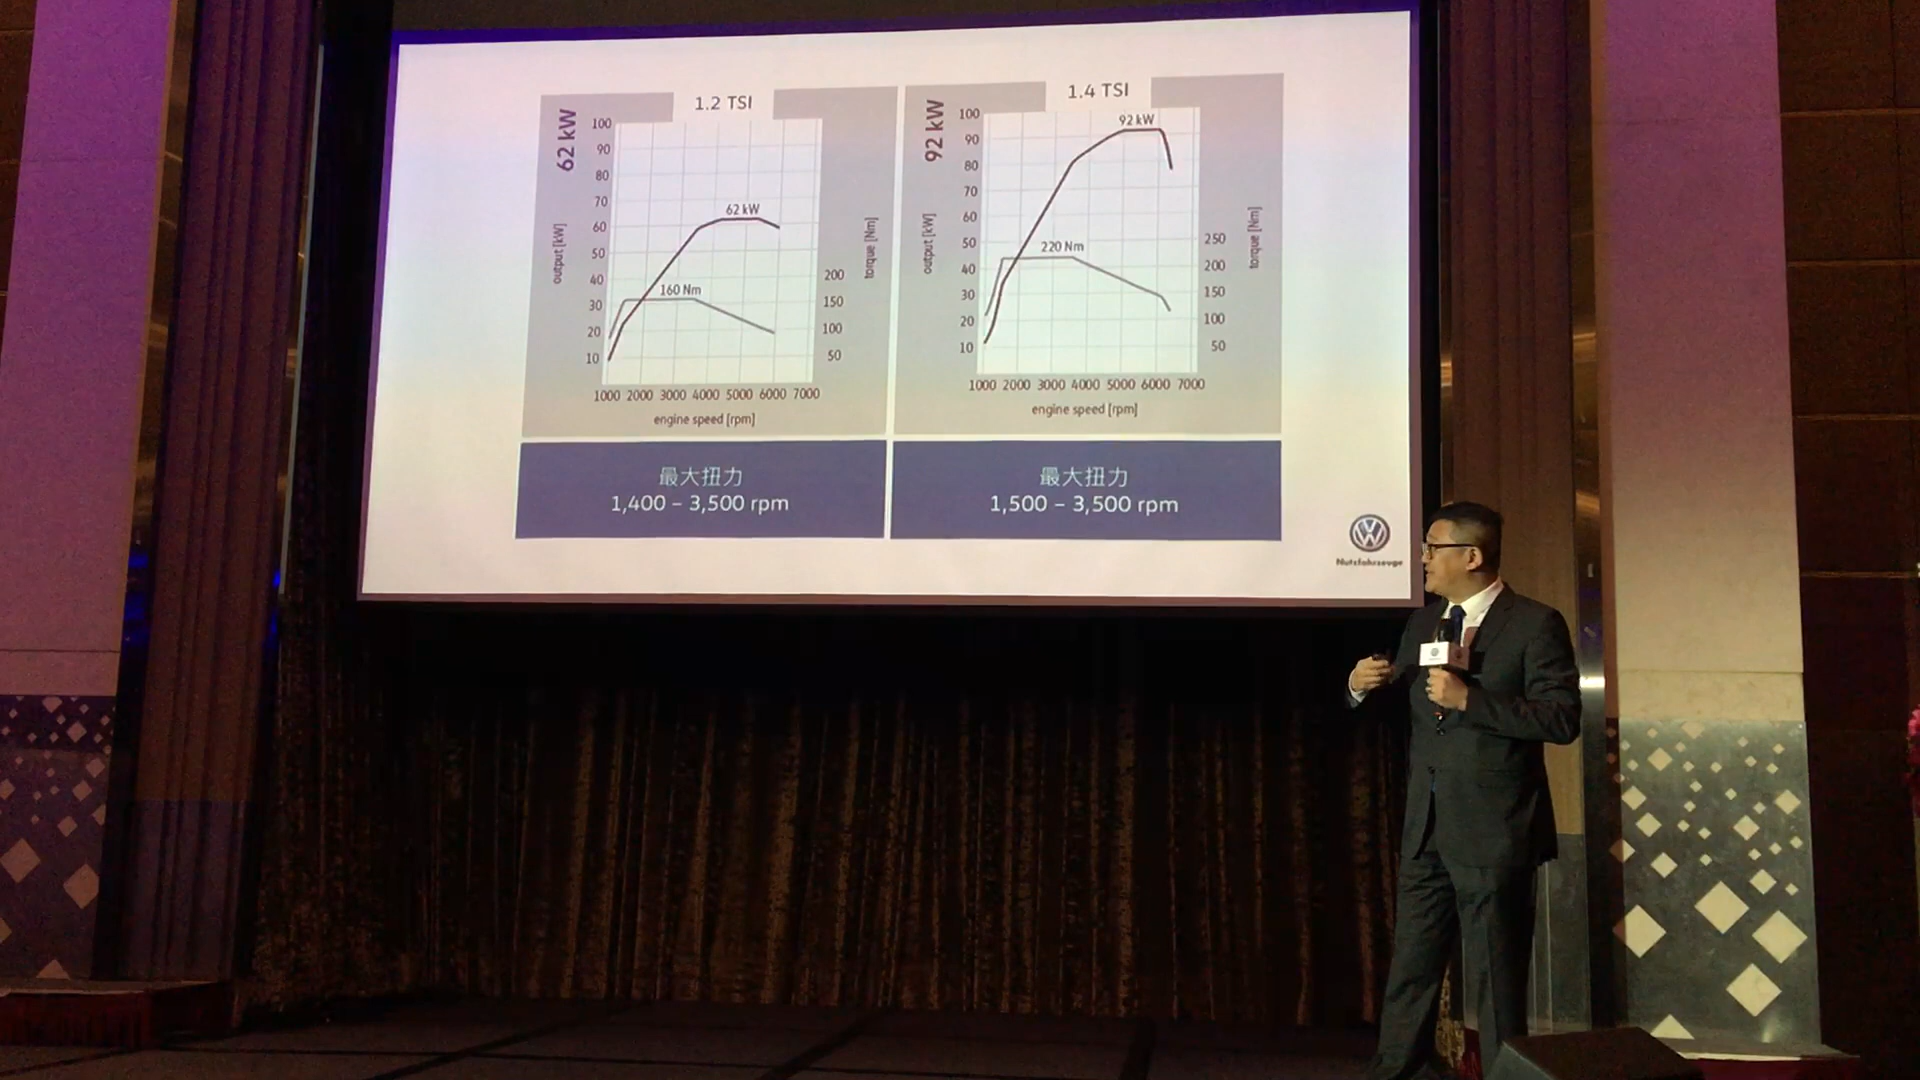 1.2 TSI
62 kW
output [kW]
100
90
80
70
60
50
40
30
20
10
62 kW
160 Nm
200
150
100
50
torque [Nm]
1000 2000 3000 4000 5000 6000 7000
engine speed [rpm]
最大扭力
1,400 – 3,500 rpm
1.4 TSI
92 kW
output [kW]
100
90
80
70
60
50
40
30
20
10
92 kW
220 Nm
250
200
150
100
50
torque [Nm]
1000 2000 3000 4000 5000 6000 7000
engine speed [rpm]
最大扭力
1,500 – 3,500 rpm
Nutzfahrzeuge